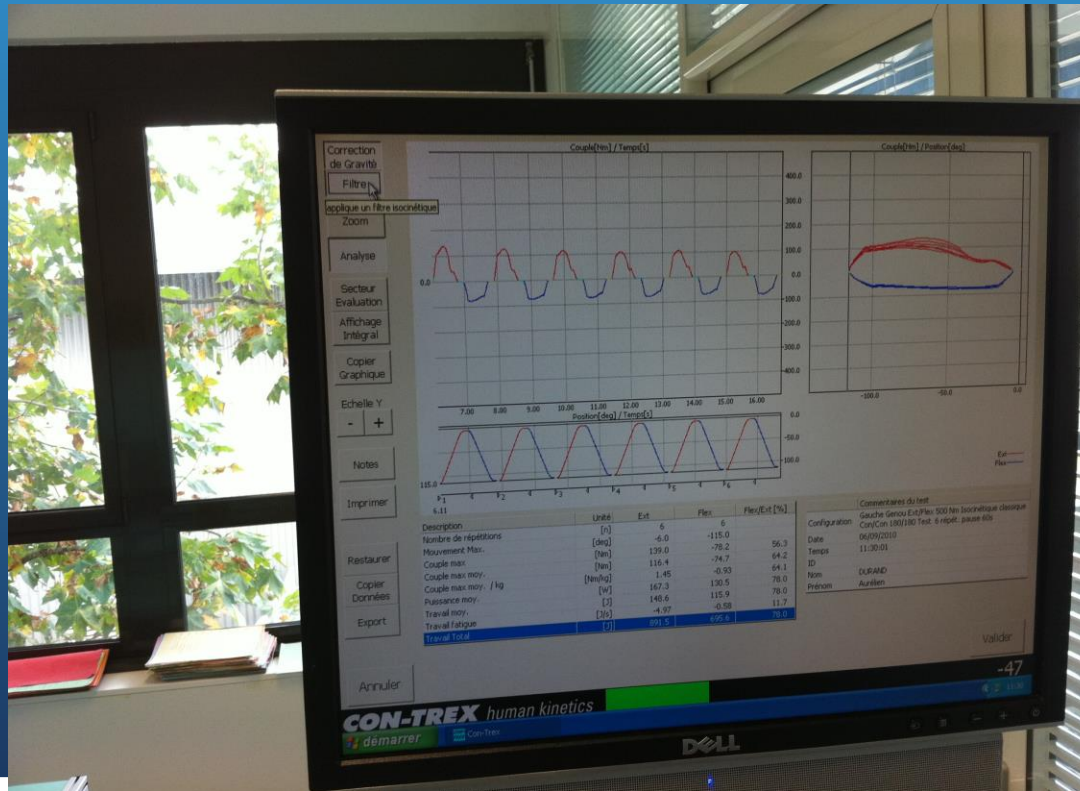 Correction
de Gravité
Filtre
applique un filtre isocinétique
Zoom
Analyse
Secteur
Evaluation
Affichage
Intégral
Copier
Graphique
Echelle Y
- +
Notes
Imprimer
Restaurer
Copier
Données
Export
Annuler
Couple[Nm] / Temps[s]
400.0
300.0
200.0
100.0
0.0 0.0
-100.0
-200.0
-300.0
-400.0
7.00 8.00 9.00 10.00 11.00 12.00 13.00 14.00 15.00 16.00
Position[deg] / Temps[s]
0.0
-50.0
-100.0
115.0
6.11
Couple[Nm] / Position[deg]
-100.0 -50.0 0.0
Ext
Flex
Description Unité Ext Flex Flex/Ext [%]
Nombre de répétitions [n] 6 6
Mouvement Max. [deg] -6.0 -115.0
Couple max [Nm] 139.0 -78.2 56.3
Couple max moy. [Nm] 116.4 -74.7 64.2
Couple max moy. / kg [Nm/kg] 1.45 -0.93 64.1
Puissance moy. [W] 167.3 130.5 78.0
Travail moy. [J] 148.6 115.9 78.0
Travail fatigue [J/s] -4.97 -0.58 11.7
Travail Total [J] 891.5 695.6 78.0
Commentaires du test
Configuration Gauche Genou Ext/Flex 500 Nm Isocinétique classique
Con/Con 180/180 Test 6 répét. pause 60s
Date 06/09/2010
Temps 11:30:01
ID
Nom DURAND
Prénom Aurélien
Valider
-47
CON-TREX human kinetics
démarrer Con-Trex
DELL